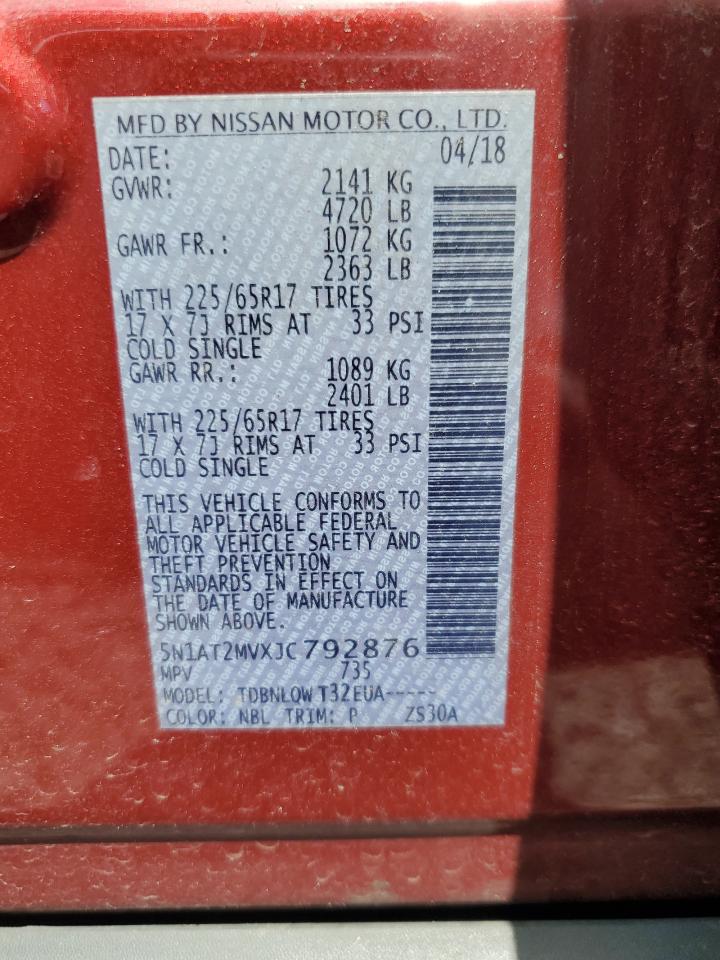 MFD BY NISSAN MOTOR CO., LTD.
DATE: 04/18
GVWR: 2141 KG
4720 LB
GAWR FR.: 1072 KG
2363 LB
WITH 225/65R17 TIRES
17 X 7J RIMS AT 33 PSI
COLD SINGLE
GAWR RR.: 1089 KG
2401 LB
WITH 225/65R17 TIRES
17 X 7J RIMS AT 33 PSI
COLD SINGLE
THIS VEHICLE CONFORMS TO
ALL APPLICABLE FEDERAL
MOTOR VEHICLE SAFETY AND
THEFT PREVENTION
STANDARDS IN EFFECT ON
THE DATE OF MANUFACTURE
SHOWN ABOVE.
5N1AT2MVXJC792876
MPV 735
MODEL: TDBNLQW T32EUA-----
COLOR: NBL TRIM: P ZS30A